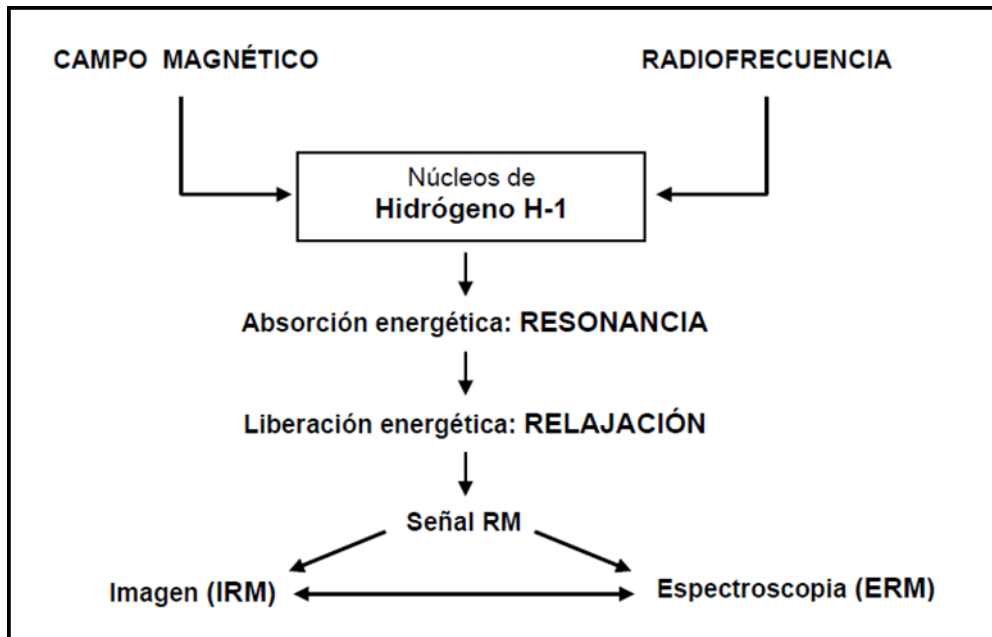 CAMPO MAGNÉTICO
RADIOFRECUENCIA
Núcleos de
Hidrógeno H-1
Absorción energética: RESONANCIA
Liberación energética: RELAJACIÓN
Señal RM
Imagen (IRM)
Espectroscopia (ERM)